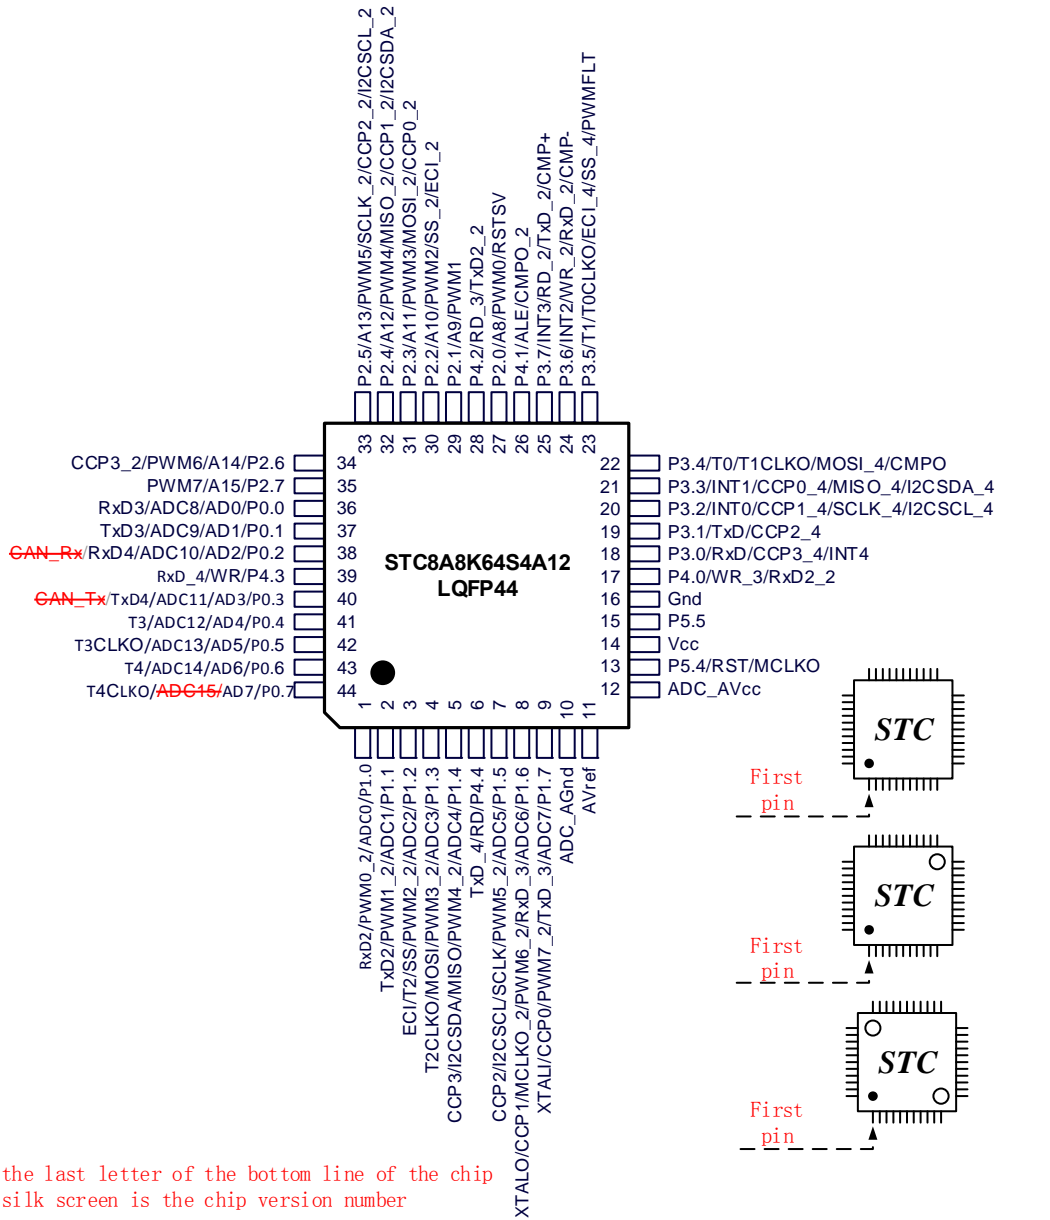 P2.5/A13/PWM5/SCLK_2/CCP2_2/I2CSCL_2
P2.4/A12/PWM4/MISO_2/CCP1_2/I2CSDA_2
P2.3/A11/PWM3/MOSI_2/CCP0_2
P2.2/A10/PWM2/SS_2/ECI_2
P2.1/A9/PWM1
P4.2/RD_3/TxD2_2
P2.0/A8/PWM0/RSTSV
P4.1/ALE/CMPO_2
P3.7/INT3/RD_2/TxD_2/CMP+
P3.6/INT2/WR_2/RxD_2/CMP-
P3.5/T1/T0CLKO/ECI_4/SS_4/PWMFLT
33 32 31 30 29 28 27 26 25 24 23
CCP3_2/PWM6/A14/P2.6 34
PWM7/A15/P2.7 35
RxD3/ADC8/AD0/P0.0 36
TxD3/ADC9/AD1/P0.1 37
CAN_Rx/RxD4/ADC10/AD2/P0.2 38
RxD_4/WR/P4.3 39
CAN_Tx/TxD4/ADC11/AD3/P0.3 40
T3/ADC12/AD4/P0.4 41
T3CLKO/ADC13/AD5/P0.5 42
T4/ADC14/AD6/P0.6 43
T4CLKO/ADC15/AD7/P0.7 44
STC8A8K64S4A12
LQFP44
22 P3.4/T0/T1CLKO/MOSI_4/CMPO
21 P3.3/INT1/CCP0_4/MISO_4/I2CSDA_4
20 P3.2/INT0/CCP1_4/SCLK_4/I2CSCL_4
19 P3.1/TxD/CCP2_4
18 P3.0/RxD/CCP3_4/INT4
17 P4.0/WR_3/RxD2_2
16 Gnd
15 P5.5
14 Vcc
13 P5.4/RST/MCLKO
12 ADC_AVcc
1 2 3 4 5 6 7 8 9 10 11
RxD2/PWM0_2/ADC0/P1.0
TxD2/PWM1_2/ADC1/P1.1
ECI/T2/SS/PWM2_2/ADC2/P1.2
T2CLKO/MOSI/PWM3_2/ADC3/P1.3
CCP3/I2CSDA/MISO/PWM4_2/ADC4/P1.4
TxD_4/RD/P4.4
CCP2/I2CSCL/SCLK/PWM5_2/ADC5/P1.5
XTALO/CCP1/MCLKO_2/PWM6_2/RxD_3/ADC6/P1.6
XTALI/CCP0/PWM7_2/TxD_3/ADC7/P1.7
ADC_AGnd
AVref
STC
First
pin
STC
First
pin
STC
First
pin
the last letter of the bottom line of the chip
silk screen is the chip version number